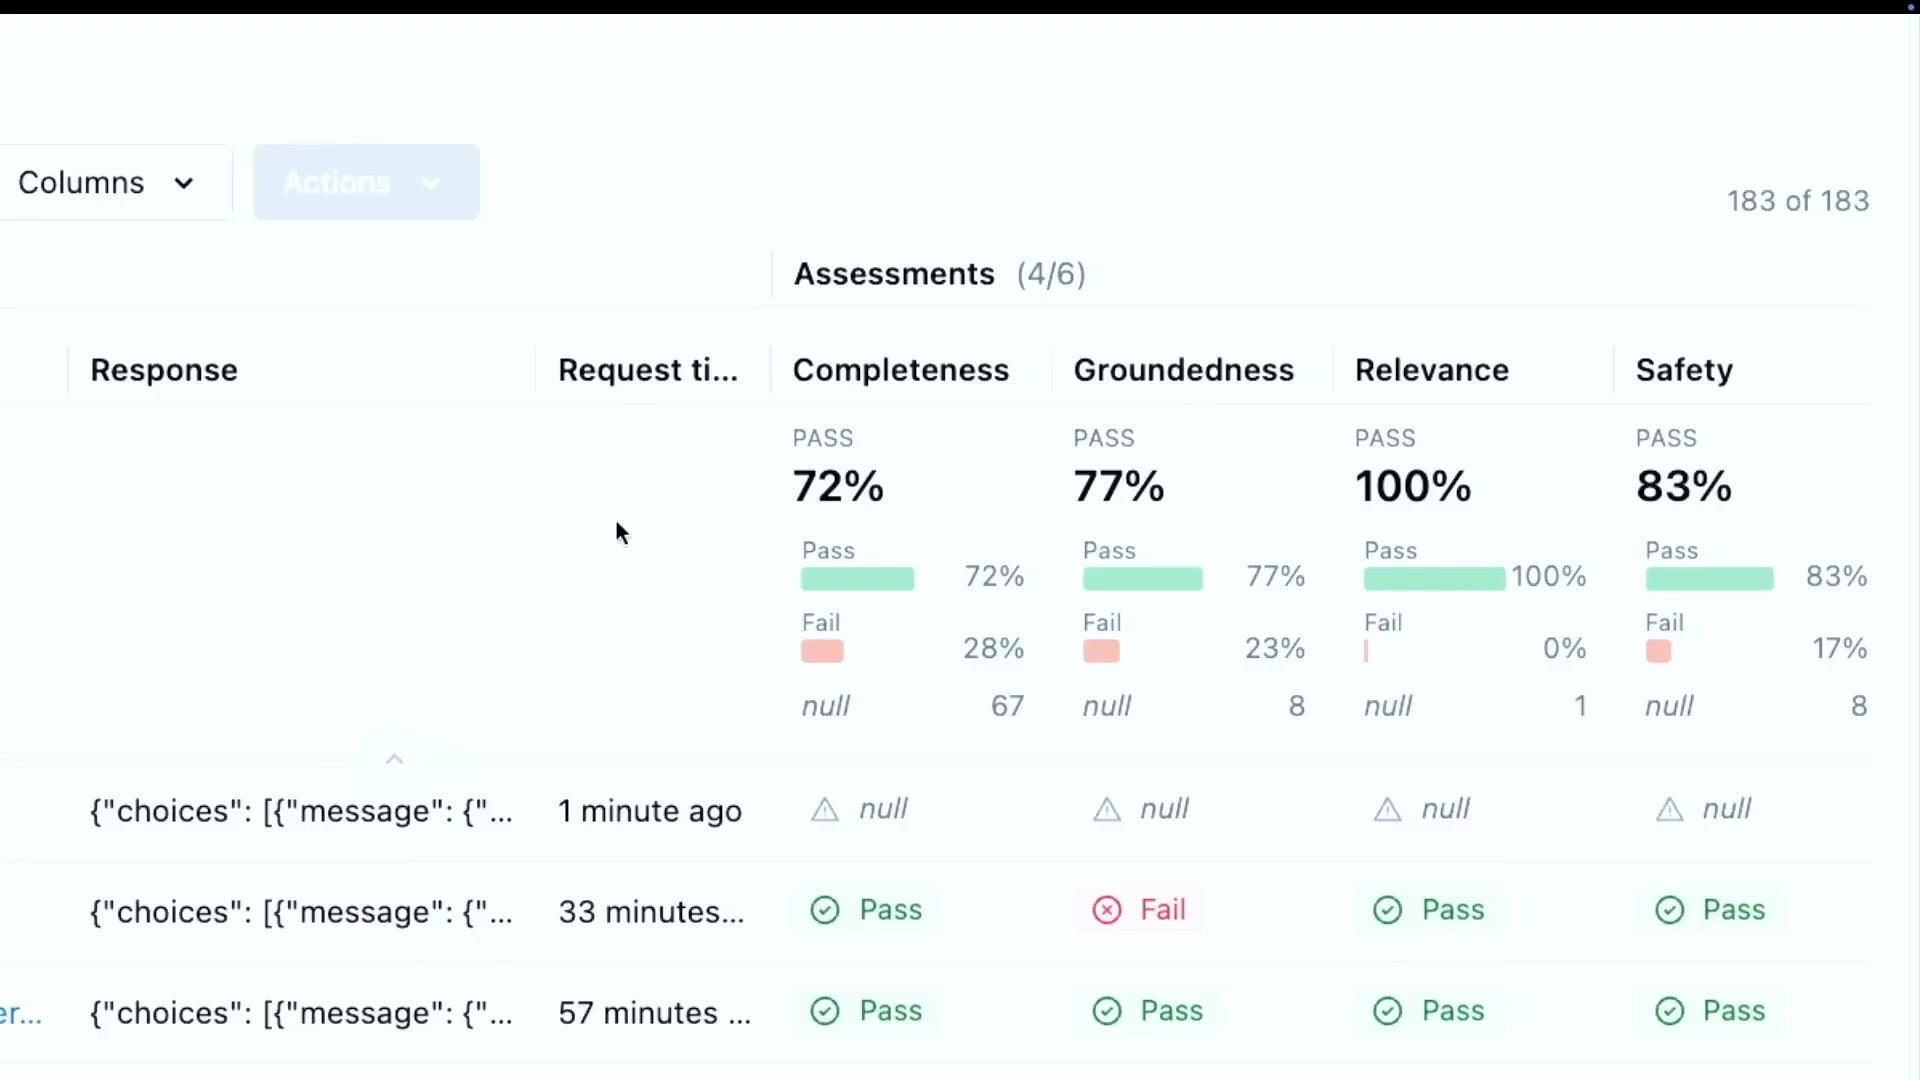 Columns Actions
183 of 183
Assessments (4/6)
Response Request ti... Completeness Groundedness Relevance Safety
PASS PASS PASS PASS
72% 77% 100% 83%
Pass Pass Pass Pass
72% 77% 100% 83%
Fail Fail Fail Fail
28% 23% 0% 17%
null 67 null 8 null 1 null 8
{"choices": [{"message": {"... 1 minute ago null null null null
{"choices": [{"message": {"... 33 minutes... Pass Fail Pass Pass
er... {"choices": [{"message": {"... 57 minutes ... Pass Pass Pass Pass